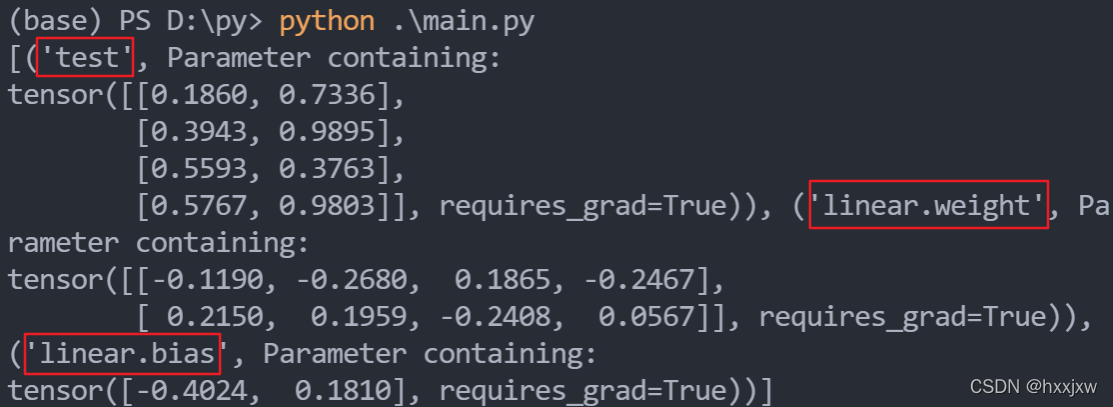 (base) PS D:\py> python .\main.py
[('test', Parameter containing:
tensor([[0.1860, 0.7336],
        [0.3943, 0.9895],
        [0.5593, 0.3763],
        [0.5767, 0.9803]], requires_grad=True)), ('linear.weight', Pa
rameter containing:
tensor([[-0.1190, -0.2680,  0.1865, -0.2467],
        [ 0.2150,  0.1959, -0.2408,  0.0567]], requires_grad=True)),
('linear.bias', Parameter containing:
tensor([-0.4024,  0.1810], requires_grad=True))]
CSDN @hxxjxw